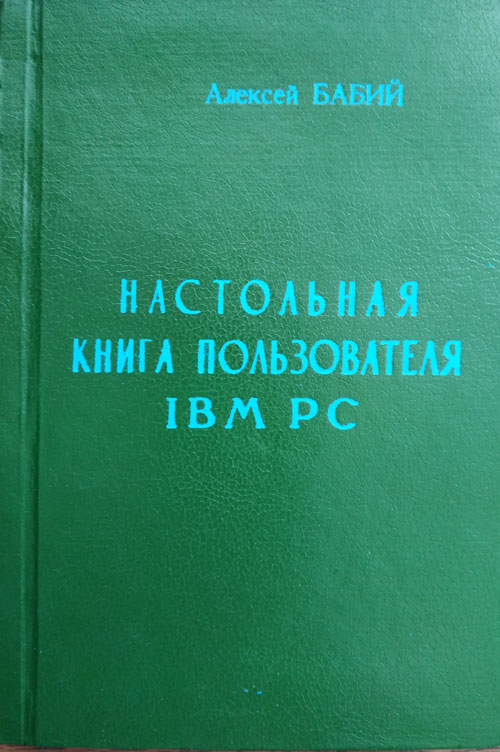 Алексей БАБИЙ
НАСТОЛЬНАЯ
КНИГА ПОЛЬЗОВАТЕЛЯ
IBM PC